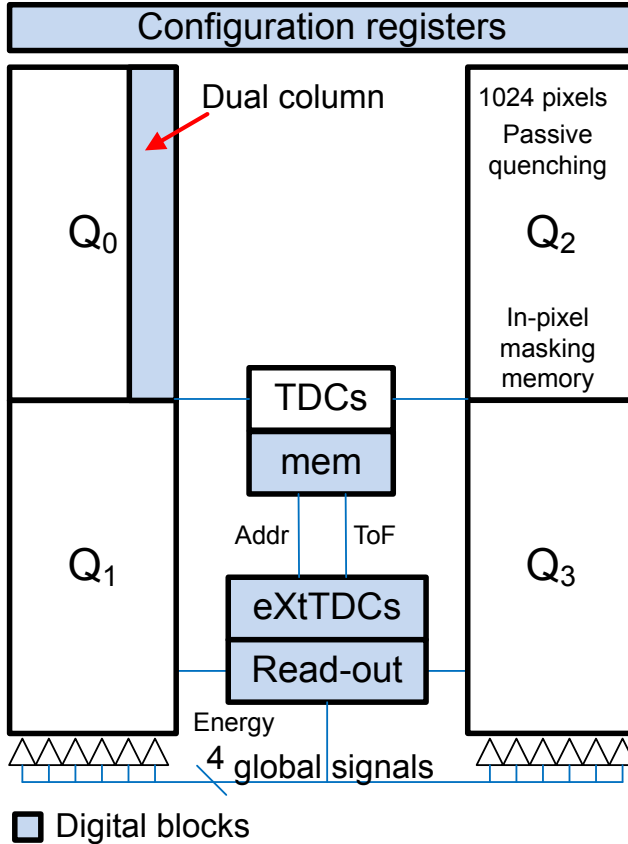 Configuration registers
Dual column
Q0
1024 pixels
Passive
quenching
Q2
In-pixel
masking
memory
TDCs
mem
Addr
ToF
Q1
Q3
eXtTDCs
Read-out
Energy
4 global signals
Digital blocks